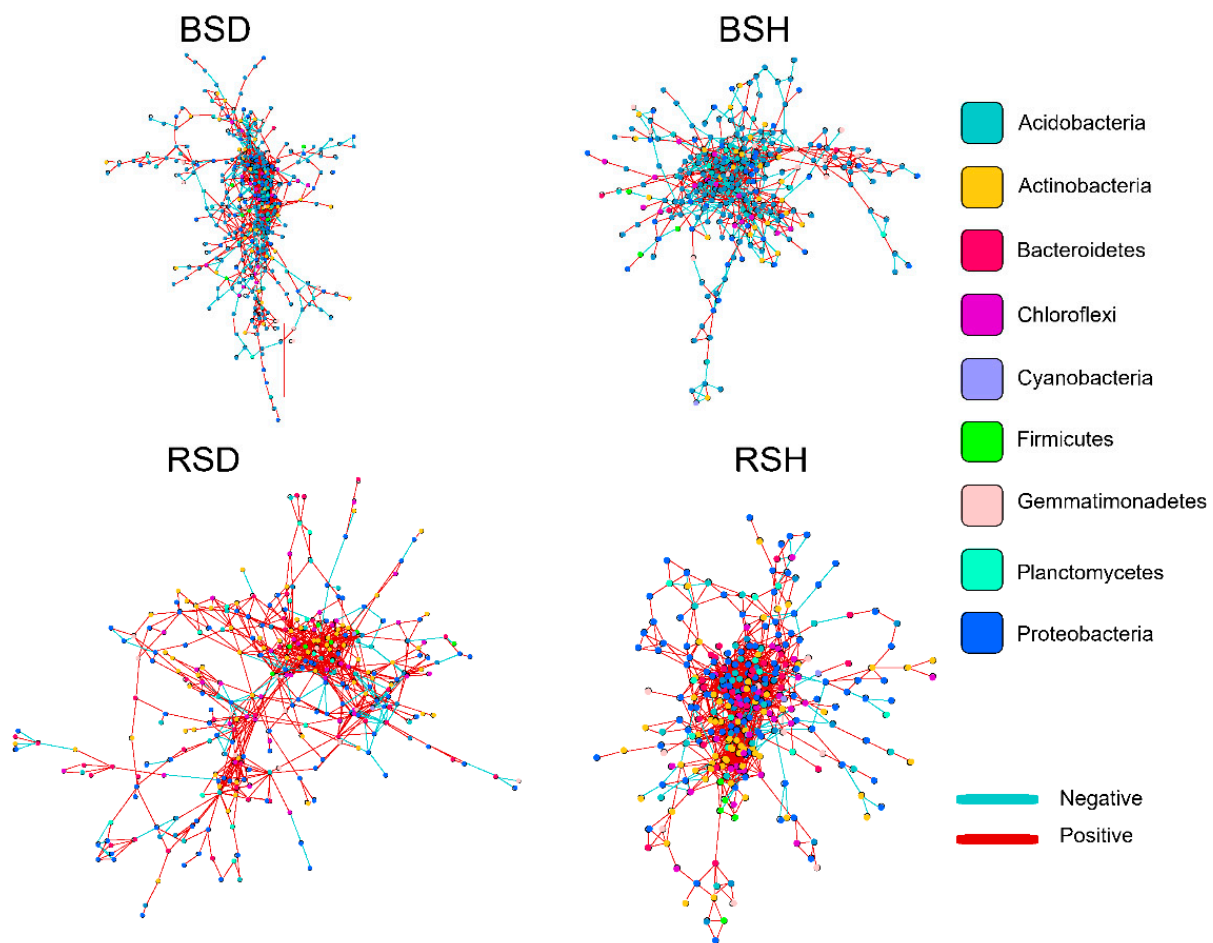 BSD
BSH
Acidobacteria
Actinobacteria
Bacteroidetes
Chloroflexi
Cyanobacteria
Firmicutes
Gemmatimonadetes
Planctomycetes
Proteobacteria
RSD
RSH
Negative
Positive